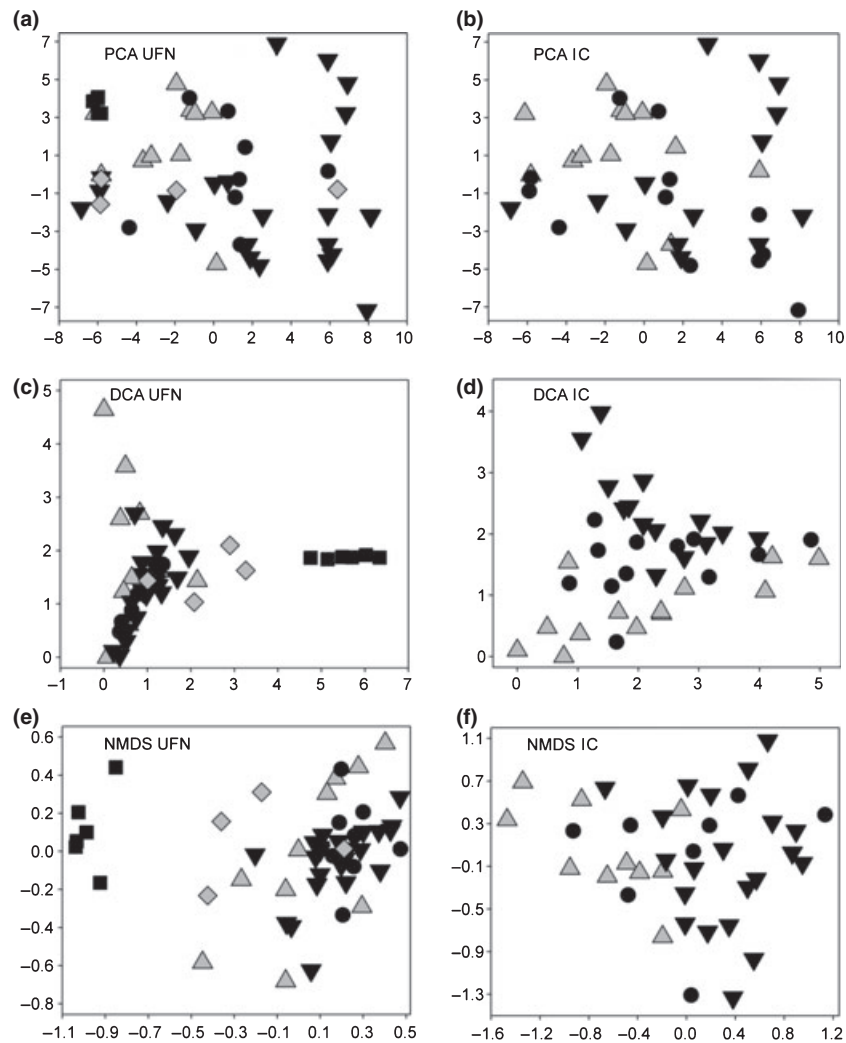 (a) (b)
PCA UFN PCA IC
7 7
5 5
3 3
1 1
–1 –1
–3 –3
–5 –5
–7 –7
–8 –6 –4 –2 0 2 4 6 8 10 –8 –6 –4 –2 0 2 4 6 8 10
(c) (d)
DCA UFN DCA IC
5
4 4
3 3
2 2
1 1
0 0
–1 0 1 2 3 4 5 6 7 0 1 2 3 4 5
(e) (f)
NMDS UFN NMDS IC
0.6 1.1
0.4 0.7
0.2 0.3
0.0 –0.1
–0.2 –0.5
–0.4 –0.9
–0.6 –1.3
–0.8
–1.1 –0.9 –0.7 –0.5 –0.3 –0.1 0.1 0.3 0.5 –1.6 –1.2 –0.8 –0.4 0.0 0.4 0.8 1.2